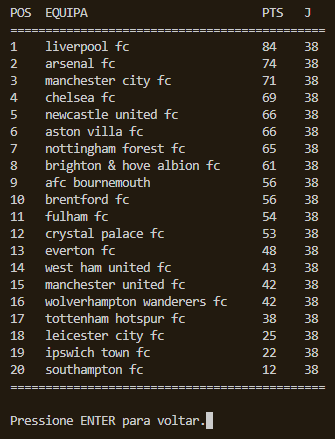 POS EQUIPA PTS J
=============================================
1 liverpool fc 84 38
2 arsenal fc 74 38
3 manchester city fc 71 38
4 chelsea fc 69 38
5 newcastle united fc 66 38
6 aston villa fc 66 38
7 nottingham forest fc 65 38
8 brighton & hove albion fc 61 38
9 afc bournemouth 56 38
10 brentford fc 56 38
11 fulham fc 54 38
12 crystal palace fc 53 38
13 everton fc 48 38
14 west ham united fc 43 38
15 manchester united fc 42 38
16 wolverhampton wanderers fc 42 38
17 tottenham hotspur fc 38 38
18 leicester city fc 25 38
19 ipswich town fc 22 38
20 southampton fc 12 38
=============================================
Pressione ENTER para voltar.